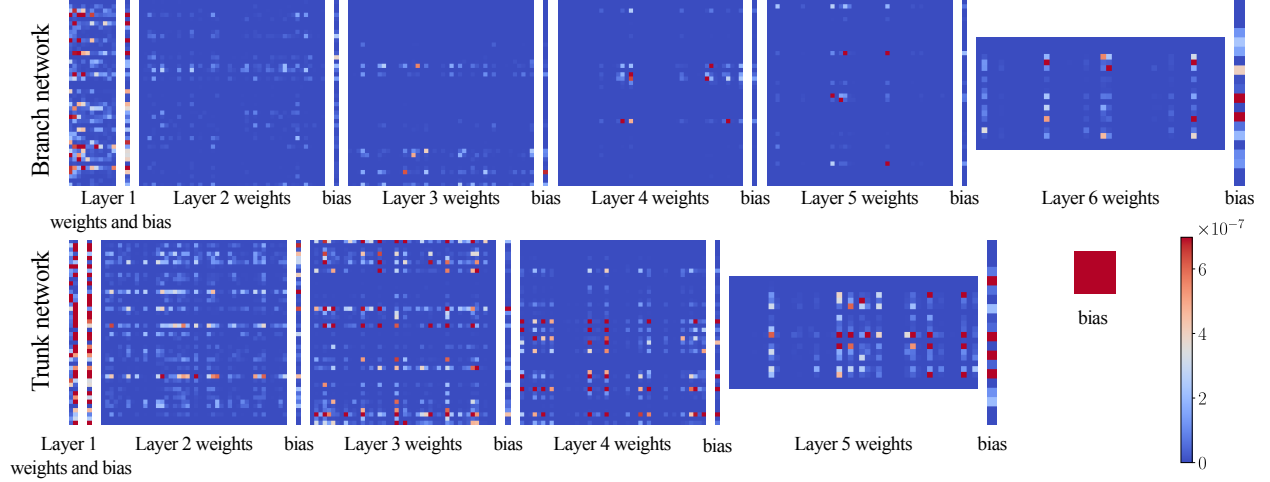 Branch network
Layer 1
weights and bias
Layer 2 weights
bias
Layer 3 weights
bias
Layer 4 weights
bias
Layer 5 weights
bias
Layer 6 weights
bias
Trunk network
Layer 1
weights and bias
Layer 2 weights
bias
Layer 3 weights
bias
Layer 4 weights
bias
Layer 5 weights
bias
bias
×10⁻⁷
6
4
2
0